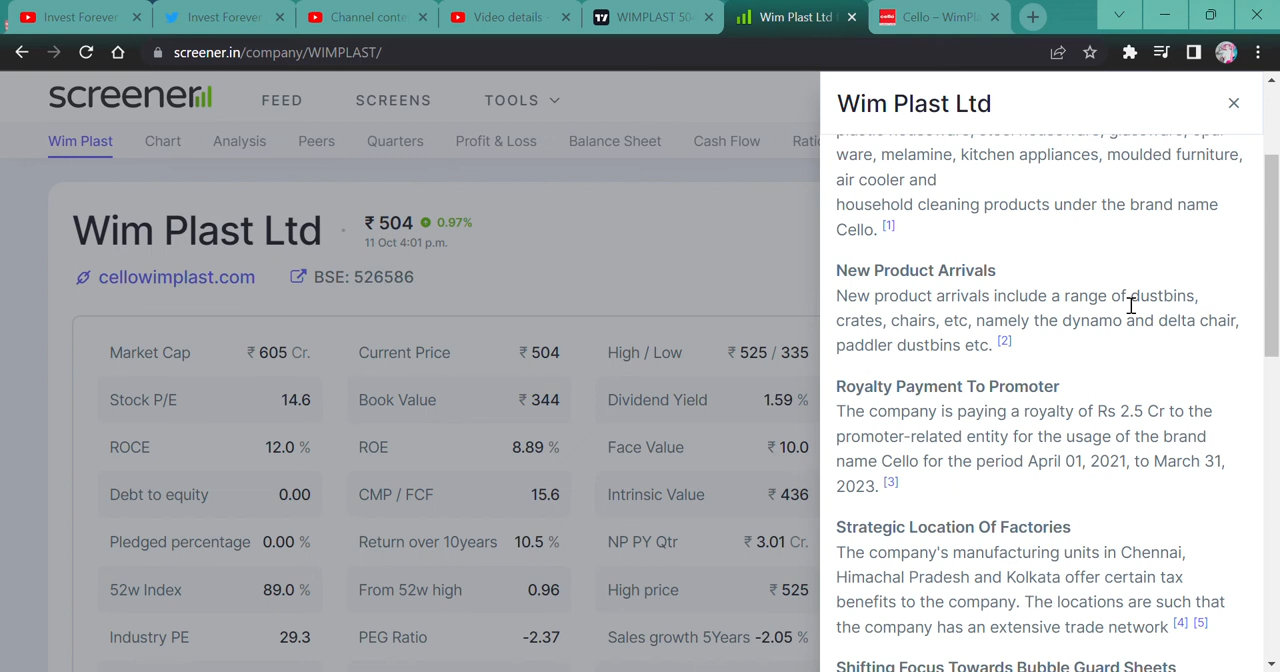 Invest Forever
Invest Forever
Channel conte
Video details -
WIMPLAST 50
Wim Plast Ltd
Cello – WimPl
screener.in/company/WIMPLAST/
screener
FEED
SCREENS
TOOLS
Wim Plast
Chart
Analysis
Peers
Quarters
Profit & Loss
Balance Sheet
Cash Flow
Ratio
Wim Plast Ltd
₹ 504 0.97%
11 Oct 4:01 p.m.
cellowimplast.com
BSE: 526586
Market Cap ₹ 605 Cr.
Current Price ₹ 504
High / Low ₹ 525 / 335
Stock P/E 14.6
Book Value ₹ 344
Dividend Yield 1.59 %
ROCE 12.0 %
ROE 8.89 %
Face Value ₹ 10.0
Debt to equity 0.00
CMP / FCF 15.6
Intrinsic Value ₹ 436
Pledged percentage 0.00 %
Return over 10years 10.5 %
NP PY Qtr ₹ 3.01 Cr.
52w Index 89.0 %
From 52w high 0.96
High price ₹ 525
Industry PE 29.3
PEG Ratio -2.37
Sales growth 5Years -2.05 %
Wim Plast Ltd
plastic houseware, steel houseware, glassware, opal
ware, melamine, kitchen appliances, moulded furniture,
air cooler and
household cleaning products under the brand name
Cello. [1]
New Product Arrivals
New product arrivals include a range of dustbins,
crates, chairs, etc, namely the dynamo and delta chair,
paddler dustbins etc. [2]
Royalty Payment To Promoter
The company is paying a royalty of Rs 2.5 Cr to the
promoter-related entity for the usage of the brand
name Cello for the period April 01, 2021, to March 31,
2023. [3]
Strategic Location Of Factories
The company's manufacturing units in Chennai,
Himachal Pradesh and Kolkata offer certain tax
benefits to the company. The locations are such that
the company has an extensive trade network [4] [5]
Shifting Focus Towards Bubble Guard Sheets